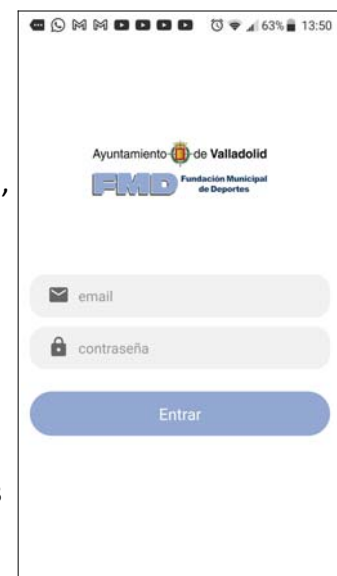 63% 13:50
Ayuntamiento de Valladolid
FMD Fundación Municipal
de Deportes
,
email
contraseña
Entrar
s